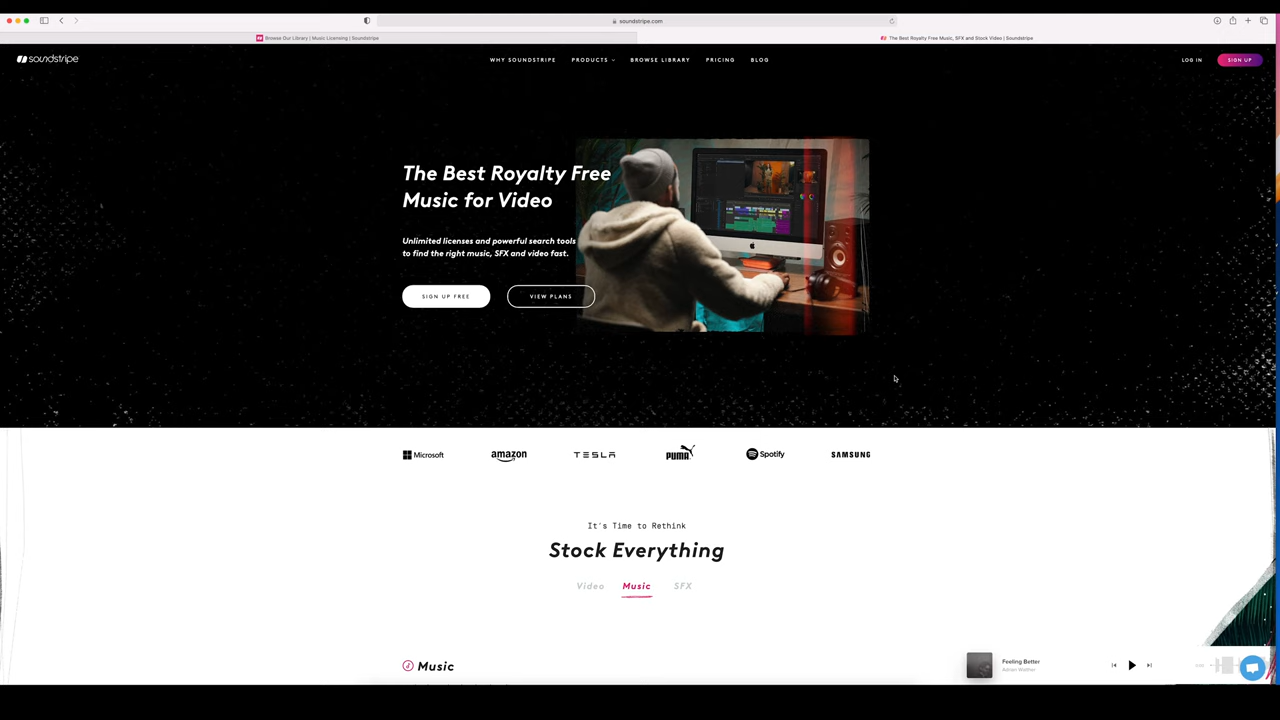 soundstripe.com
Browse Our Library | Music Licensing | Soundstripe
The Best Royalty Free Music, SFX and Stock Video | Soundstripe
soundstripe
WHY SOUNDSTRIPE
PRODUCTS
BROWSE LIBRARY
PRICING
BLOG
LOG IN
SIGN UP
The Best Royalty Free
Music for Video
Unlimited licenses and powerful search tools
to find the right music, SFX and video fast.
SIGN UP FREE
VIEW PLANS
Microsoft
amazon
TESLA
PUMA
Spotify
SAMSUNG
It's Time to Rethink
Stock Everything
Video
Music
SFX
Music
Feeling Better
Adrian Walther